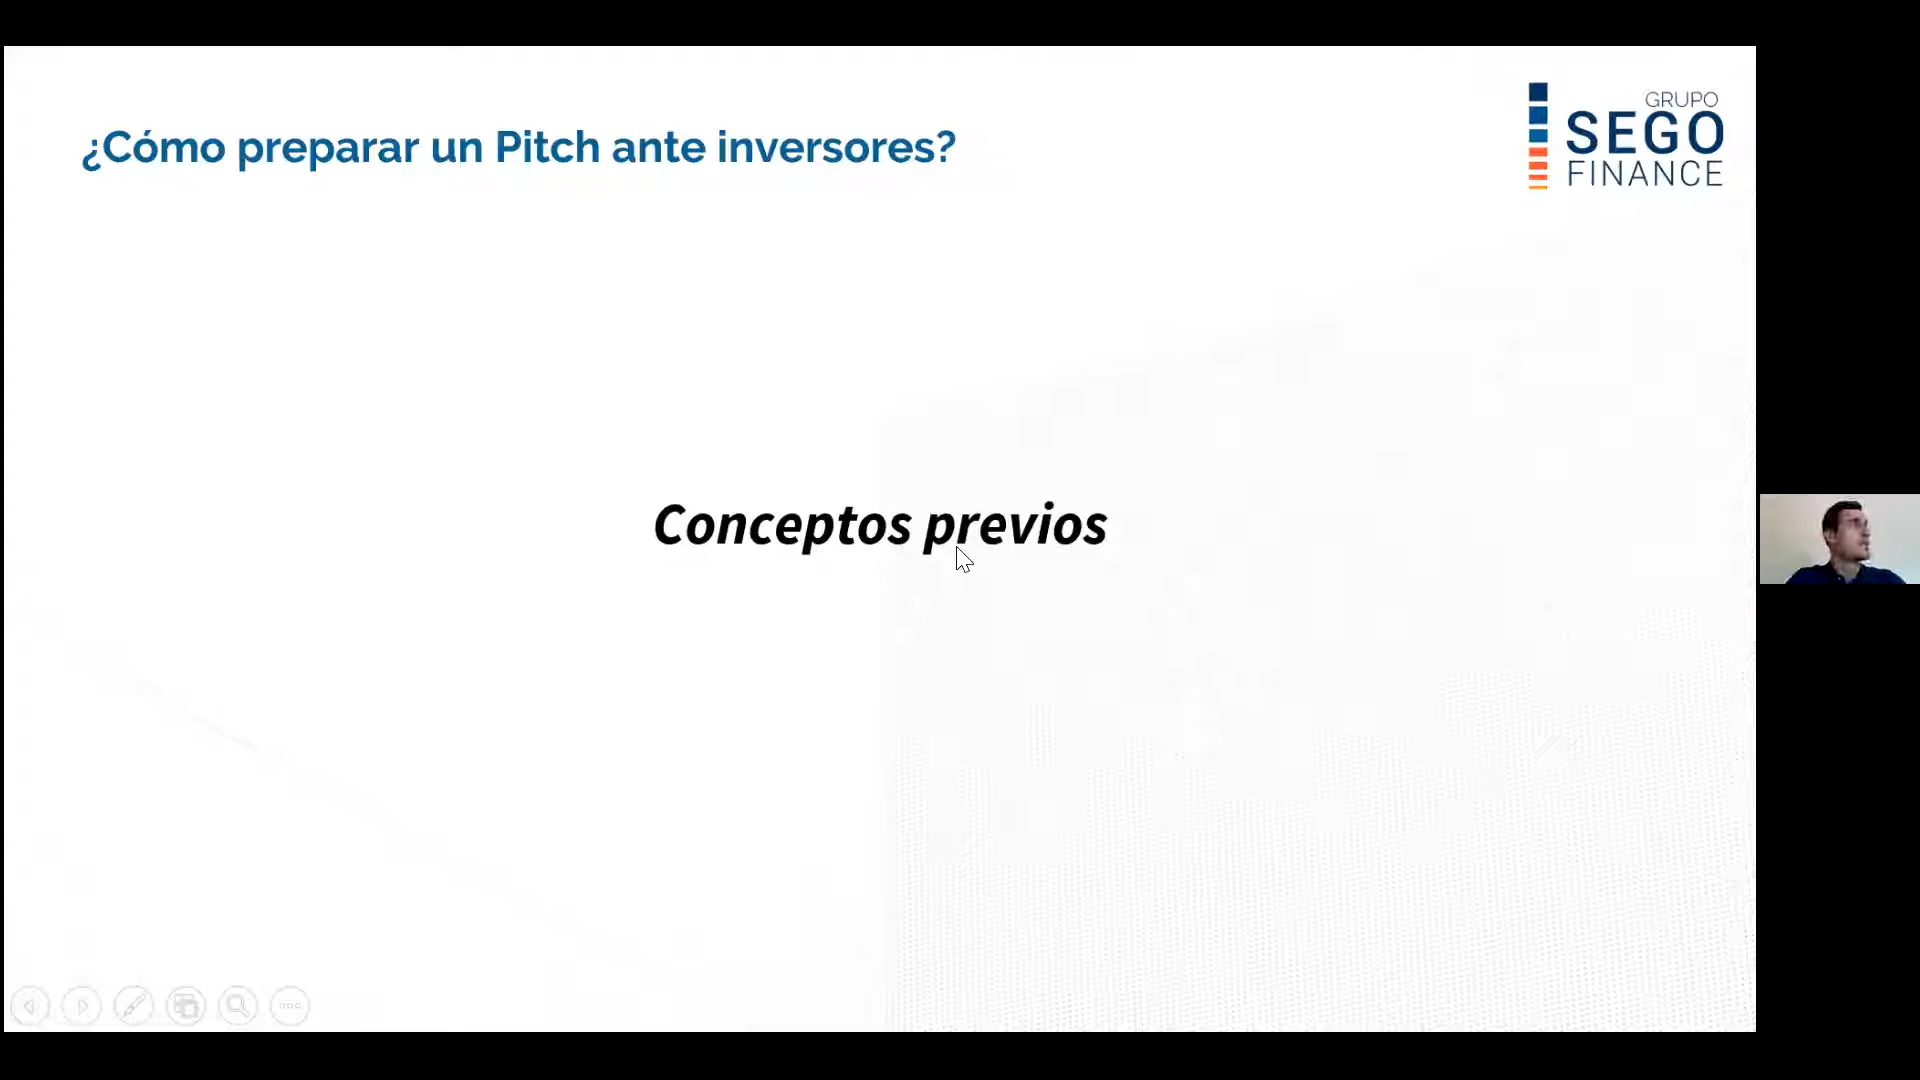 ¿Cómo preparar un Pitch ante inversores?
GRUPO
SEGO
FINANCE
Conceptos previos